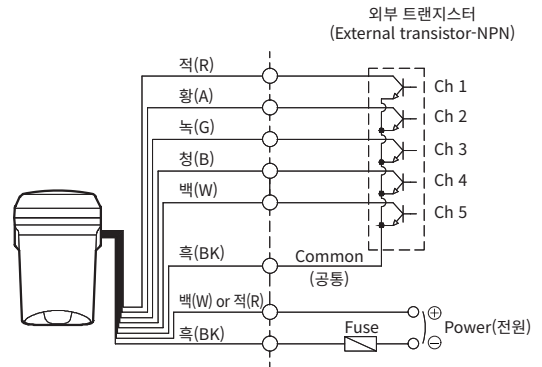 외부 트랜지스터
(External transistor-NPN)
적(R)
Ch 1
황(A)
Ch 2
녹(G)
Ch 3
청(B)
Ch 4
백(W)
Ch 5
흑(BK)
Common
(공통)
백(W) or 적(R)
⊕
Fuse
Power(전원)
흑(BK)
⊖